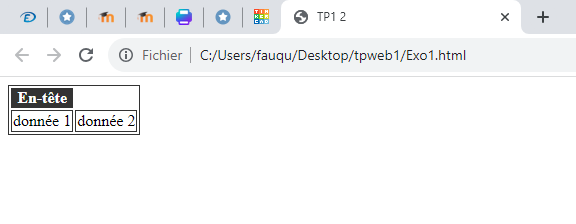 TP1 2
Fichier C:/Users/fauqu/Desktop/tpweb1/Exo1.html
En-tête
donnée 1 donnée 2